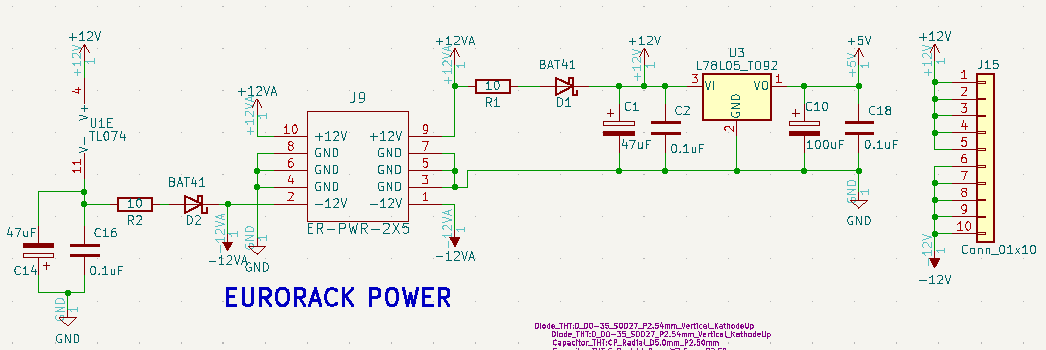 +12V
+12V
1
4
V+
U1E
TL074
V-
11
BAT41
10
R2
D2
47uF
C14
+
C16
0.1uF
GND
1
GND
+12VA
+12VA
1
J9
10
+12V
9
8
GND
7
6
GND
5
4
GND
3
2
-12V
1
ER-PWR-2X5
-12VA
1
-12VA
GND
1
GND
-12VA
1
-12VA
EURORACK POWER
+12VA
+12VA
1
10
R1
BAT41
D1
+12V
+12V
1
C1
+
47uF
C2
0.1uF
U3
L78L05_TO92
3
VI
VO
1
GND
2
+5V
+5V
1
C10
+
100uF
C18
0.1uF
GND
1
GND
+12V
+12V
1
J15
1
2
3
4
5
6
7
8
9
10
Conn_01x10
-12V
1
-12V
Diode_THT:D_DO-35_SOD27_P2.54mm_Vertical_KathodeUp
Diode_THT:D_DO-35_SOD27_P2.54mm_Vertical_KathodeUp
Capacitor_THT:CP_Radial_D5.0mm_P2.50mm